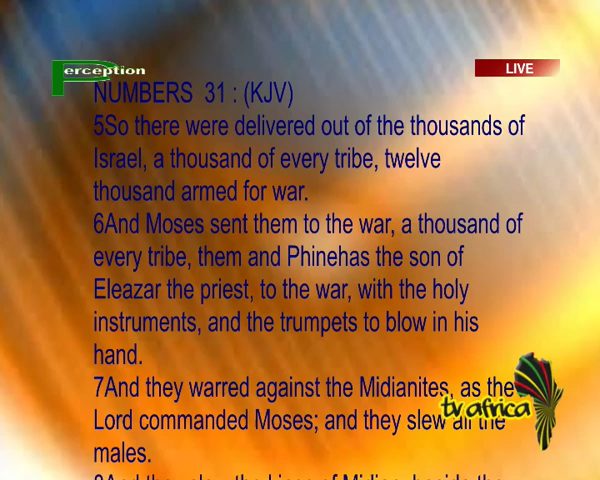 Perception
LIVE
NUMBERS 31 : (KJV)
5So there were delivered out of the thousands of
Israel, a thousand of every tribe, twelve
thousand armed for war.
6And Moses sent them to the war, a thousand of
every tribe, them and Phinehas the son of
Eleazar the priest, to the war, with the holy
instruments, and the trumpets to blow in his
hand.
7And they warred against the Midianites, as the
Lord commanded Moses; and they slew all the
males.
tv africa